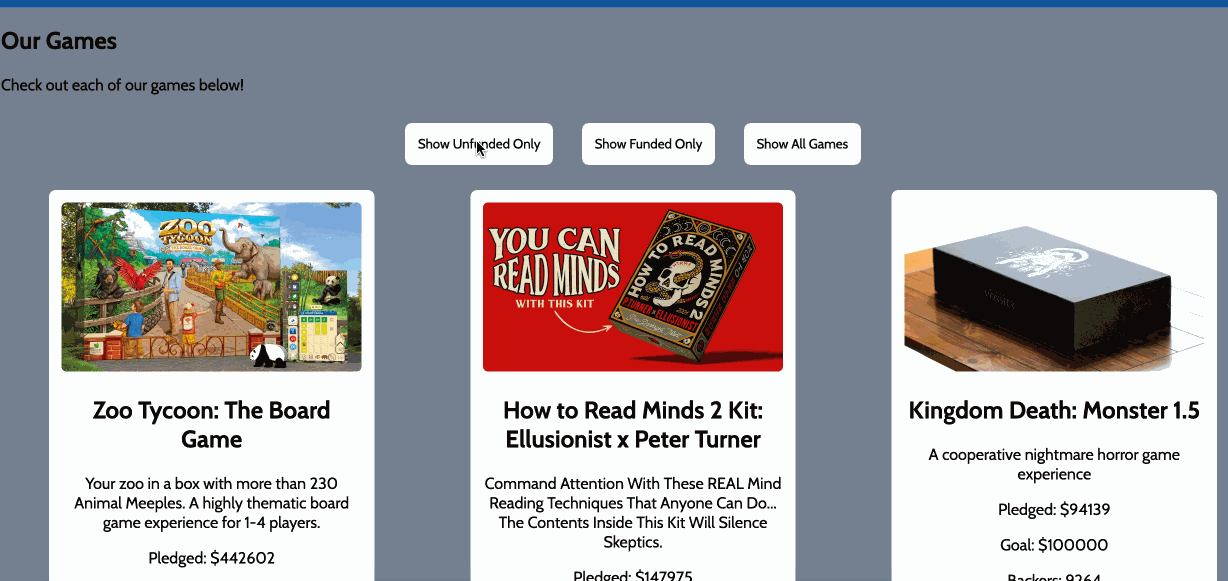 Our Games
Check out each of our games below!
Show Unfunded Only
Show Funded Only
Show All Games
ZOO
TYCOON
Zoo Tycoon: The Board
Game
Your zoo in a box with more than 230
Animal Meeples. A highly thematic board
game experience for 1-4 players.
Pledged: $442602
YOU CAN
READ MINDS
WITH THIS KIT
HOW TO READ MINDS 2
PETER TURNER x ELLUSIONIST
How to Read Minds 2 Kit:
Ellusionist x Peter Turner
Command Attention With These REAL Mind
Reading Techniques That Anyone Can Do...
The Contents Inside This Kit Will Silence
Skeptics.
Pledged: $147975
Kingdom Death: Monster 1.5
A cooperative nightmare horror game
experience
Pledged: $94139
Goal: $100000
Backers: 9264